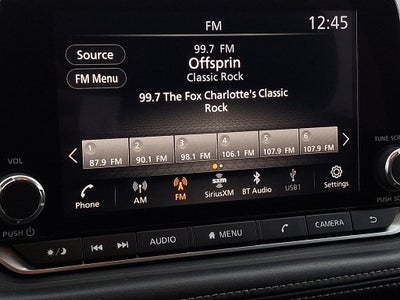 FM
12:45
Source
99.7 FM
Offsprin
FM Menu
Classic Rock
99.7 The Fox Charlotte's Classic
Rock
1 2 3 4 5 6
87.9 FM 90.1 FM 98.1 FM 106.1 FM 107.9 FM 107.9 FM
sxm
Phone AM FM SiriusXM BT Audio USB1 Settings
VOL
PUSH
TUNE·SCR
PUSH SO
AUDIO MENU CAMERA